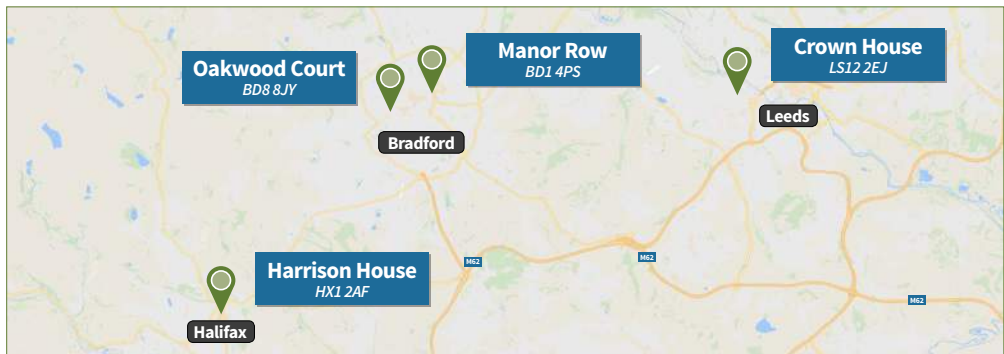 Oakwood Court
BD8 8JY
Manor Row
BD1 4PS
Crown House
LS12 2EJ
Leeds
Bradford
Harrison House
HX1 2AF
Halifax
M62
M62
M62